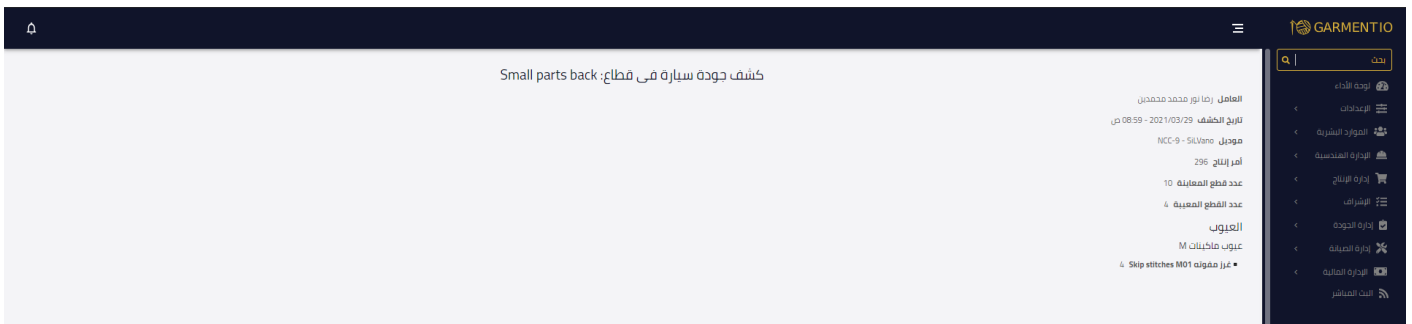 GARMENTIO
بحث
لوحة الأداء
الإعدادات
الموارد البشرية
الإدارة الهندسية
إدارة الإنتاج
الإشراف
إدارة الجودة
إدارة الصيانة
الإدارة المالية
البث المباشر
كشف جودة سيارة فى قطاع: Small parts back
العامل رضا نور محمد محمدين
تاريخ الكشف 2021/03/29 - 08:59 ص
موديل NCC-9 - SiLVano
أمر إنتاج 296
عدد قطع المعاينة 10
عدد القطع المعيبة 4
العيوب
عيوب ماكينات M
▪ غرز مفوته Skip stitches M01 4